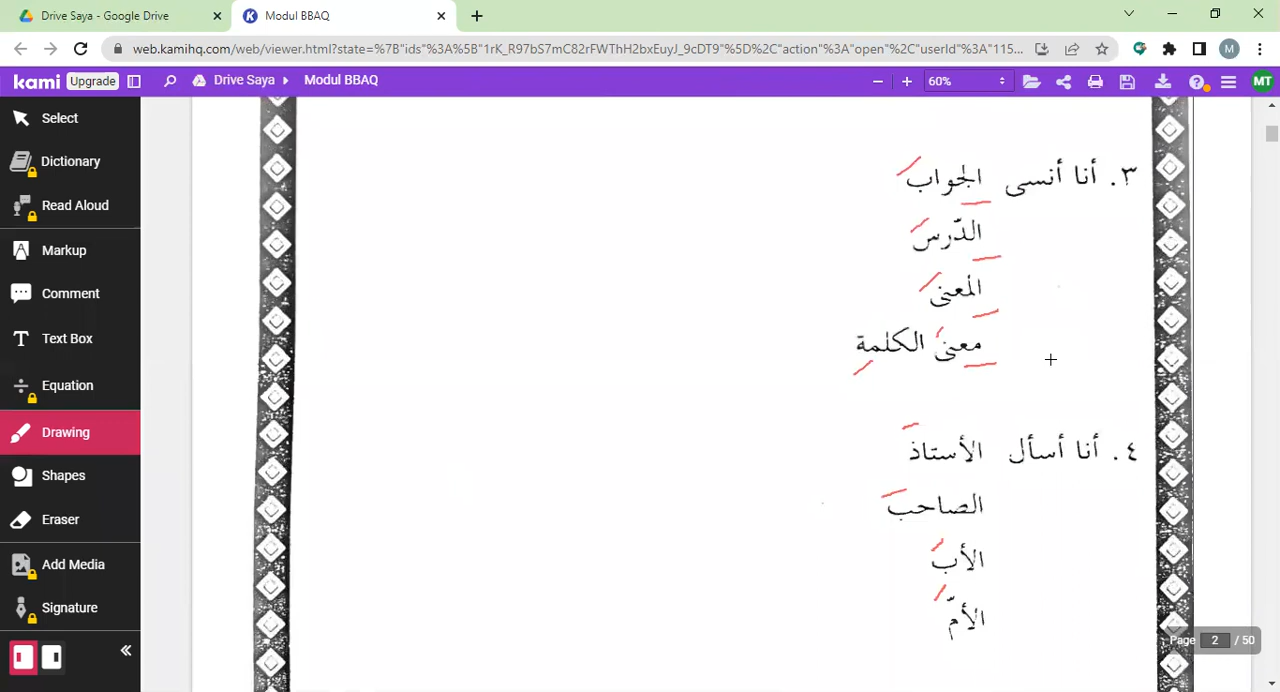 Drive Saya - Google Drive
Modul BBAQ
web.kamihq.com/web/viewer.html?state=%7B"ids"%3A%5B"1rK_R97bS7mC82rFWThH2bxEuyJ_9cDT9"%5D%2C"action"%3A"open"%2C"userId"%3A"115...
M
kami Upgrade Drive Saya Modul BBAQ 60% MT
Select
Dictionary
Read Aloud
Markup
Comment
Text Box
Equation
Drawing
Shapes
Eraser
Add Media
Signature
٣. أنا أنسى الجواب
الدّرس
المعنى
معنى الكلمة
٤. أنا أسأل الأستاذ
الصاحب
الأب
الأمّ
Page 2 / 50